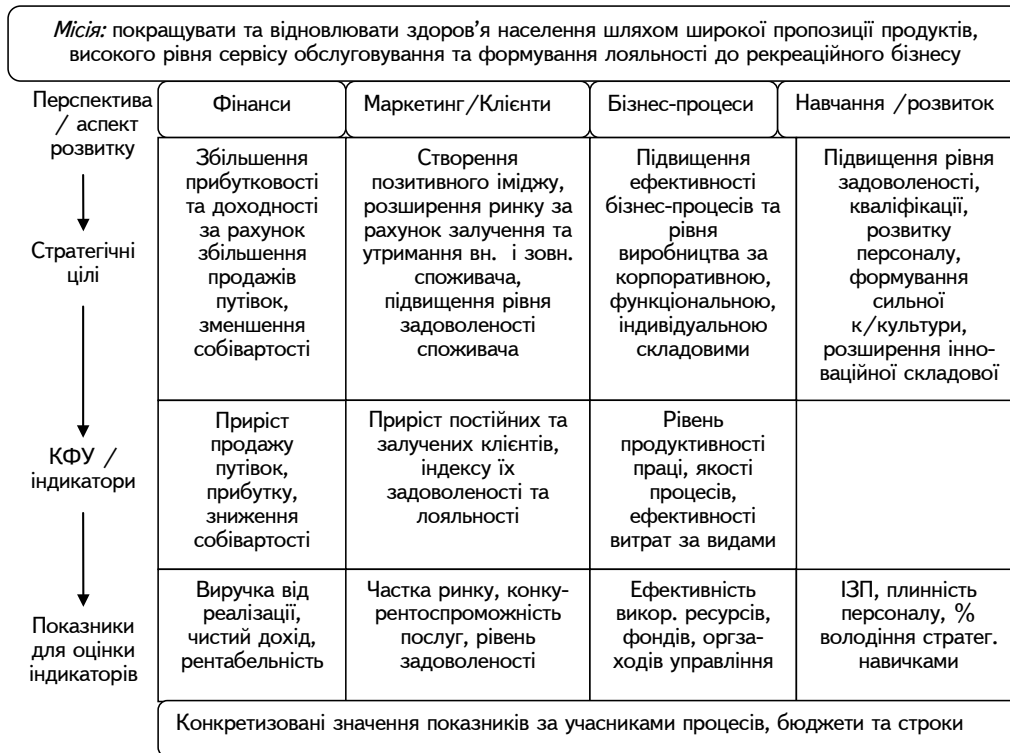 Місія: покращувати та відновлювати здоров’я населення шляхом широкої пропозиції продуктів,
високого рівня сервісу обслуговування та формування лояльності до рекреаційного бізнесу
Перспектива
/ аспект
розвитку
Фінанси
Маркетинг/Клієнти
Бізнес-процеси
Навчання /розвиток
Стратегічні
цілі
Збільшення
прибутковості
та доходності
за рахунок
збільшення
продажів
путівок,
зменшення
собівартості
Створення
позитивного іміджу,
розширення ринку за
рахунок залучення та
утримання вн. і зовн.
споживача,
підвищення рівня
задоволеності
споживача
Підвищення
ефективності
бізнес-процесів та
рівня
виробництва за
корпоративною,
функціональною,
індивідуальною
складовими
Підвищення рівня
задоволеності,
кваліфікації,
розвитку
персоналу,
формування
сильної
к/культури,
розширення інно-
ваційної складової
КФУ /
індикатори
Приріст
продажу
путівок,
прибутку,
зниження
собівартості
Приріст постійних та
залучених клієнтів,
індексу їх
задоволеності та
лояльності
Рівень
продуктивності
праці, якості
процесів,
ефективності
витрат за видами
Показники
для оцінки
індикаторів
Виручка від
реалізації,
чистий дохід,
рентабельність
Частка ринку, конку-
рентоспроможність
послуг, рівень
задоволеності
Ефективність
викор. ресурсів,
фондів, оргза-
ходів управління
ІЗП, плинність
персоналу, %
володіння стратег.
навичками
Конкретизовані значення показників за учасниками процесів, бюджети та строки